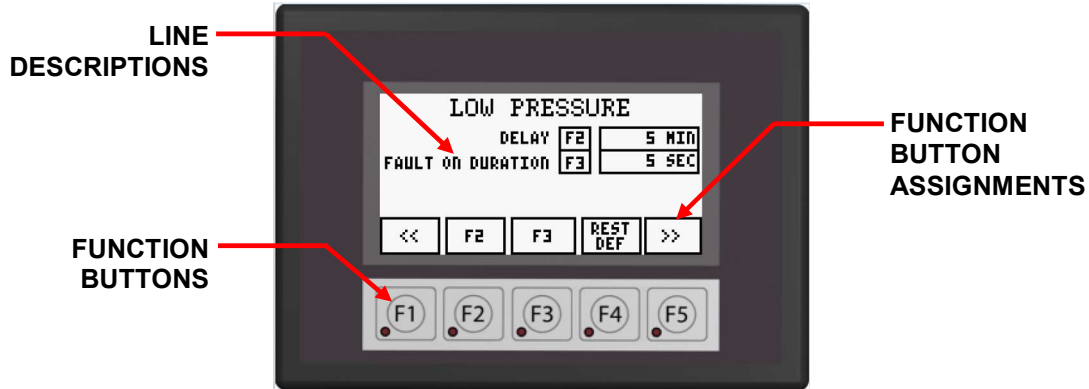 LINE
DESCRIPTIONS
LOW PRESSURE
DELAY F2 5 MIN
FAULT ON DURATION F3 5 SEC
FUNCTION
BUTTON
ASSIGNMENTS
<< F2 F3 REST DEF >>
FUNCTION
BUTTONS
F1 F2 F3 F4 F5